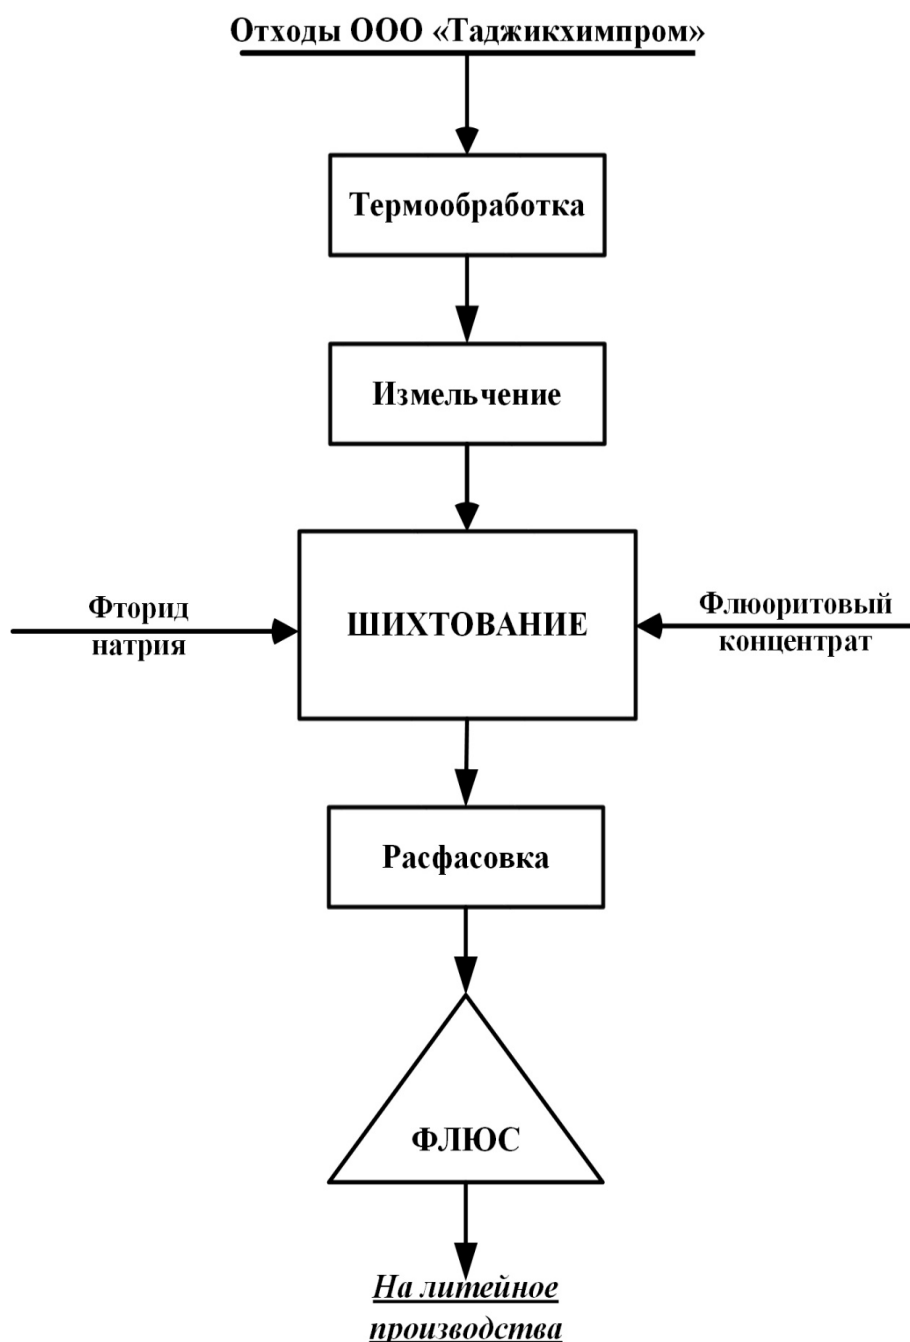 Отходы ООО «Таджикхимпром»
Термообработка
Измельчение
Фторид
натрия
ШИХТОВАНИЕ
Флюоритовый
концентрат
Расфасовка
ФЛЮС
На литейное
производства